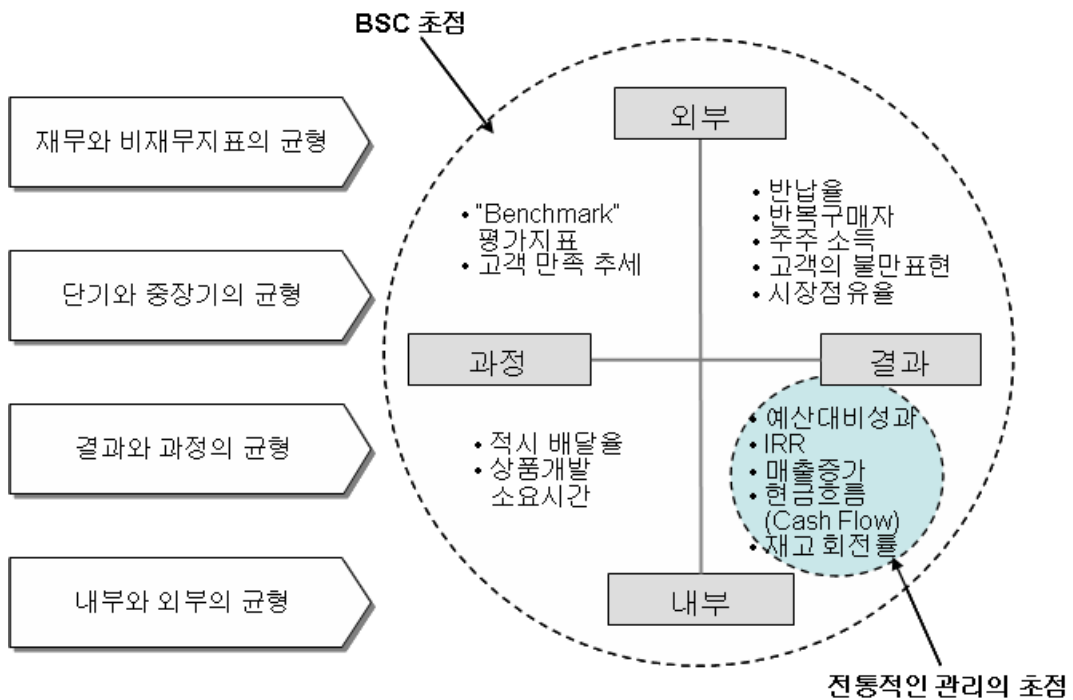 BSC 초점
재무와 비재무지표의 균형
단기와 중장기의 균형
결과와 과정의 균형
내부와 외부의 균형
외부
• "Benchmark"
평가지표
• 고객 만족 추세
• 반납율
• 반복구매자
• 주주 소득
• 고객의 불만표현
• 시장점유율
과정
결과
• 적시 배달율
• 상품개발
소요시간
• 예산대비성과
• IRR
• 매출증가
• 현금흐름
(Cash Flow)
• 재고 회전률
내부
전통적인 관리의 초점